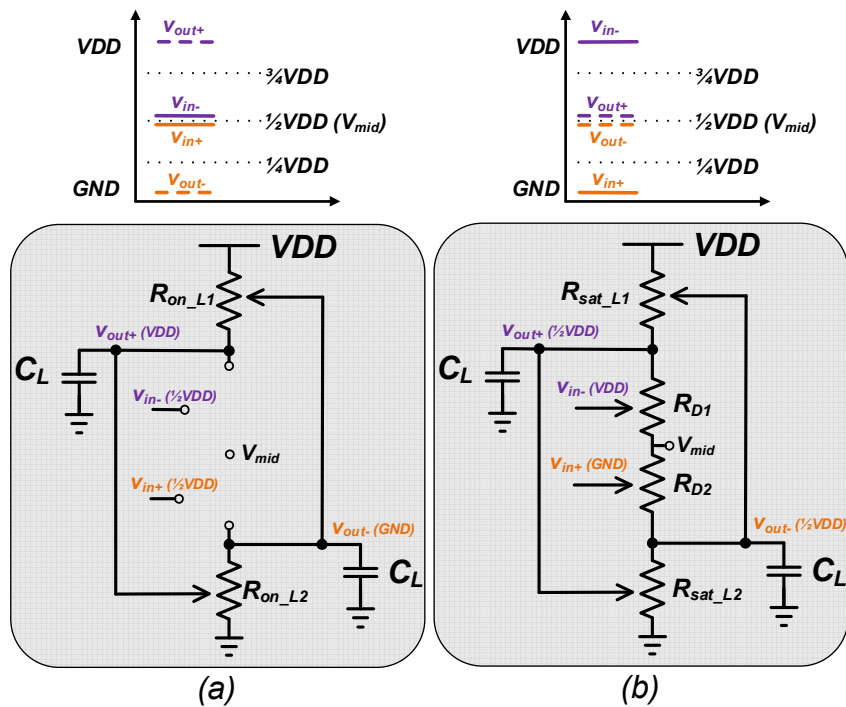 v_out+
VDD
¾VDD
v_in-
½VDD (V_mid)
v_in+
¼VDD
v_out-
GND
VDD
R_on_L1
v_out+ (VDD)
C_L
v_in- (½VDD)
V_mid
v_in+ (½VDD)
v_out- (GND)
R_on_L2
C_L
(a)
v_in-
VDD
¾VDD
v_out+
½VDD (V_mid)
v_out-
¼VDD
v_in+
GND
VDD
R_sat_L1
v_out+ (½VDD)
C_L
v_in- (VDD)
R_D1
V_mid
v_in+ (GND)
R_D2
v_out- (½VDD)
R_sat_L2
C_L
(b)